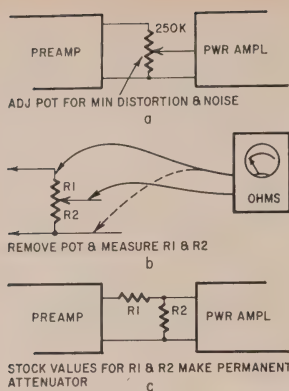 PREAMP
250K
PWR AMPL
ADJ POT FOR MIN DISTORTION & NOISE
a
R1
R2
OHMS
REMOVE POT & MEASURE R1 & R2
b
PREAMP
R1
R2
PWR AMPL
STOCK VALUES FOR R1 & R2 MAKE PERMANENT
ATTENUATOR
c